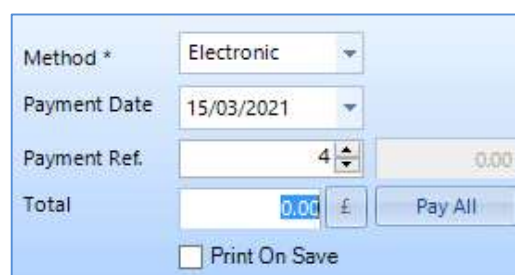 Method * Electronic
Payment Date 15/03/2021
Payment Ref. 4 0.00
Total 0.00 £ Pay All
Print On Save